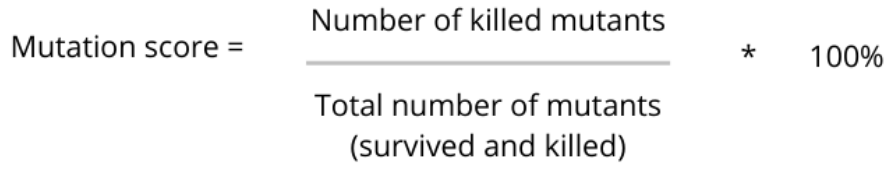 Mutation score =
Number of killed mutants
Total number of mutants
(survived and killed)
* 100%